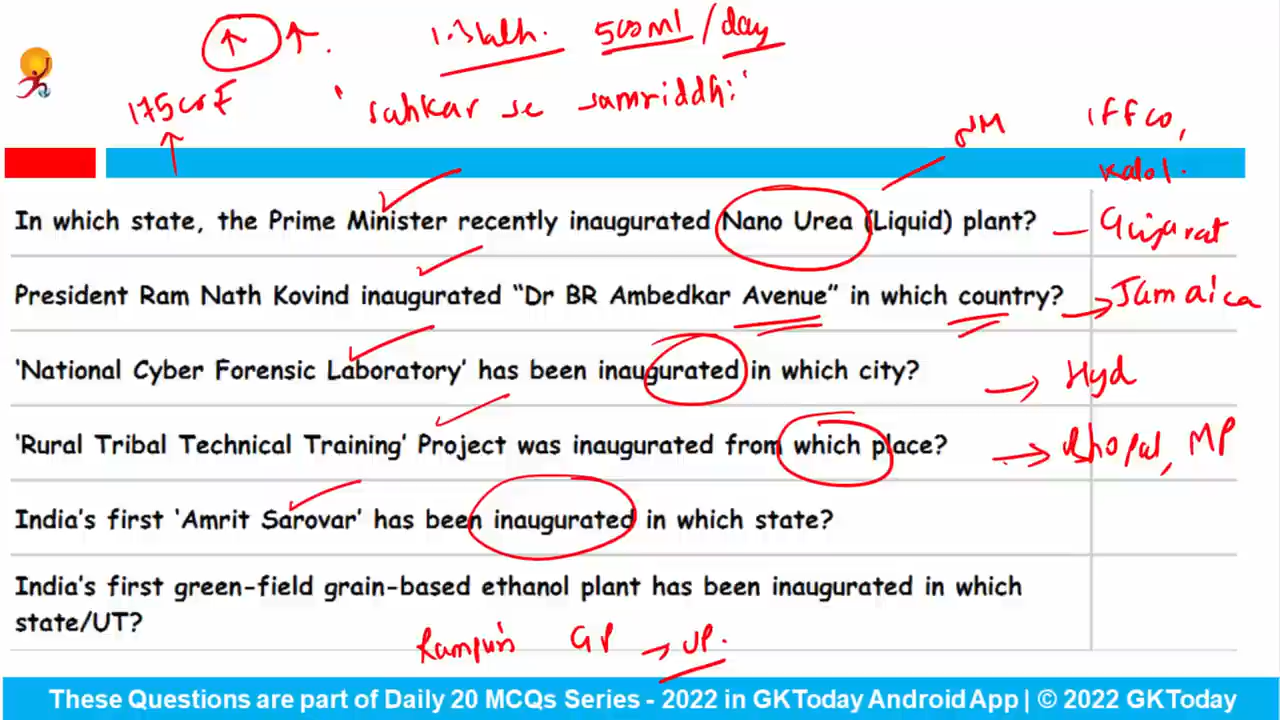 1.3 lakh. 500ml / day
175 cr ₹ 'Sahkar se samriddhi'
NM IFFCO,
Kalol.
In which state, the Prime Minister recently inaugurated Nano Urea (Liquid) plant? – Gujarat
President Ram Nath Kovind inaugurated “Dr BR Ambedkar Avenue” in which country? → Jamaica
‘National Cyber Forensic Laboratory’ has been inaugurated in which city? → Hyd
‘Rural Tribal Technical Training’ Project was inaugurated from which place? → Bhopal, MP
India’s first ‘Amrit Sarovar’ has been inaugurated in which state?
India’s first green-field grain-based ethanol plant has been inaugurated in which
state/UT?
GP → UP.
These Questions are part of Daily 20 MCQs Series - 2022 in GKToday Android App | © 2022 GKToday